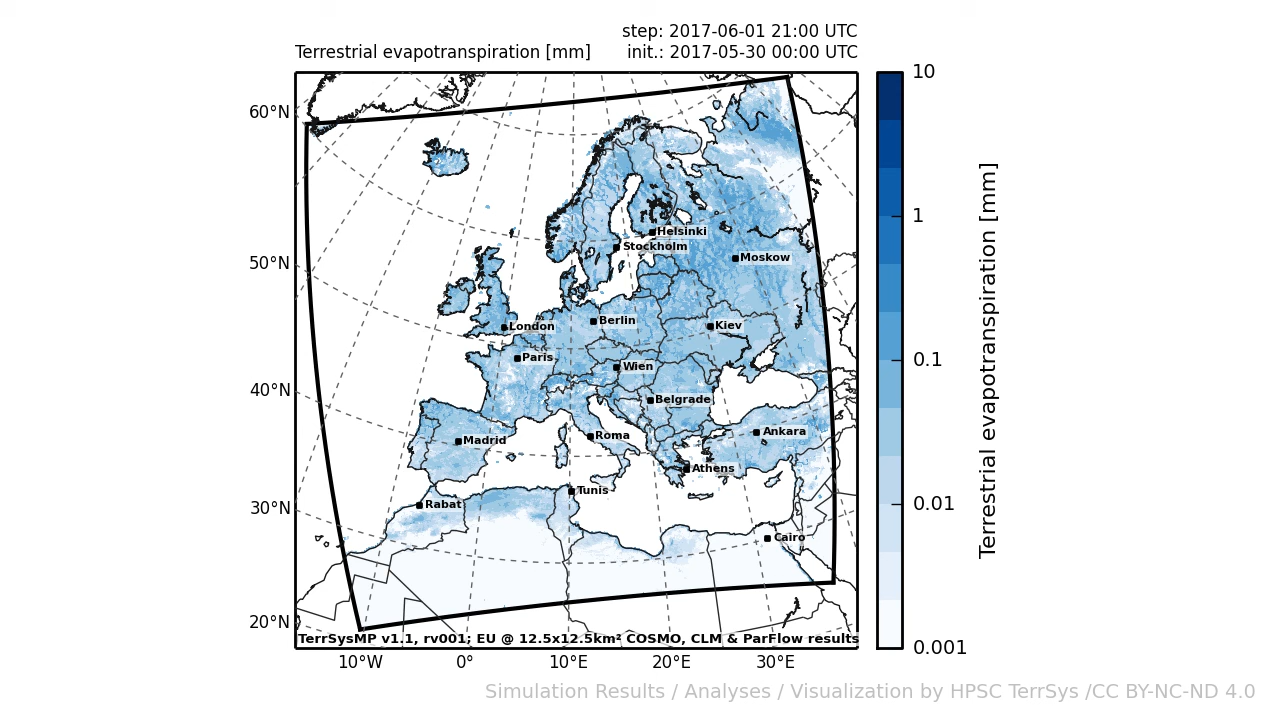 step: 2017-06-01 21:00 UTC
Terrestrial evapotranspiration [mm]
init.: 2017-05-30 00:00 UTC
10
60°N
1
Helsinki
Stockholm
Moskow
50°N
London
Berlin
Kiev
Paris
0.1
Wien
40°N
Belgrade
Madrid
Roma
Ankara
Athens
Tunis
30°N
Rabat
0.01
Cairo
Terrestrial evapotranspiration [mm]
20°N
TerrSysMP v1.1, rv001; EU @ 12.5x12.5km² COSMO, CLM & ParFlow results
0.001
10°W 0° 10°E 20°E 30°E
Simulation Results / Analyses / Visualization by HPSC TerrSys /CC BY-NC-ND 4.0